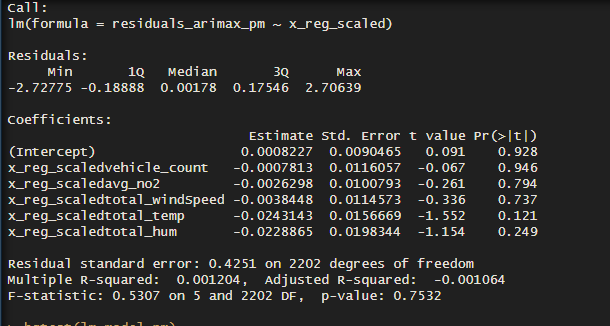 Call:
lm(formula = residuals_arimax_pm ~ x_reg_scaled)
Residuals:
Min 1Q Median 3Q Max
-2.72775 -0.18888 0.00178 0.17546 2.70639
Coefficients:
Estimate Std. Error t value Pr(>|t|)
(Intercept) 0.0008227 0.0090465 0.091 0.928
x_reg_scaledvehicle_count -0.0007813 0.0116057 -0.067 0.946
x_reg_scaledavg_no2 -0.0026298 0.0100793 -0.261 0.794
x_reg_scaledtotal_windSpeed -0.0038448 0.0114573 -0.336 0.737
x_reg_scaledtotal_temp -0.0243143 0.0156669 -1.552 0.121
x_reg_scaledtotal_hum -0.0228865 0.0198344 -1.154 0.249
Residual standard error: 0.4251 on 2202 degrees of freedom
Multiple R-squared: 0.001204, Adjusted R-squared: -0.001064
F-statistic: 0.5307 on 5 and 2202 DF, p-value: 0.7532